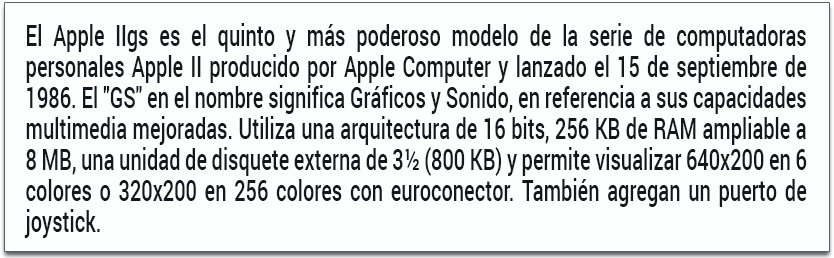 El Apple IIgs es el quinto y más poderoso modelo de la serie de computadoras
personales Apple II producido por Apple Computer y lanzado el 15 de septiembre de
1986. El "GS" en el nombre significa Gráficos y Sonido, en referencia a sus capacidades
multimedia mejoradas. Utiliza una arquitectura de 16 bits, 256 KB de RAM ampliable a
8 MB, una unidad de disquete externa de 3½ (800 KB) y permite visualizar 640x200 en 6
colores o 320x200 en 256 colores con euroconector. También agregan un puerto de
joystick.